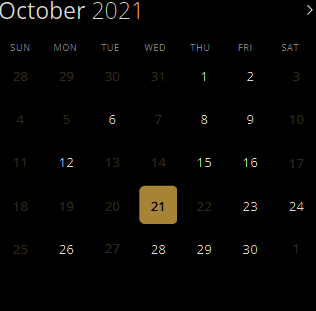 October 2021
SUN MON TUE WED THU FRI SAT
28 29 30 31 1 2 3
4 5 6 7 8 9 10
11 12 13 14 15 16 17
18 19 20 21 22 23 24
25 26 27 28 29 30 1